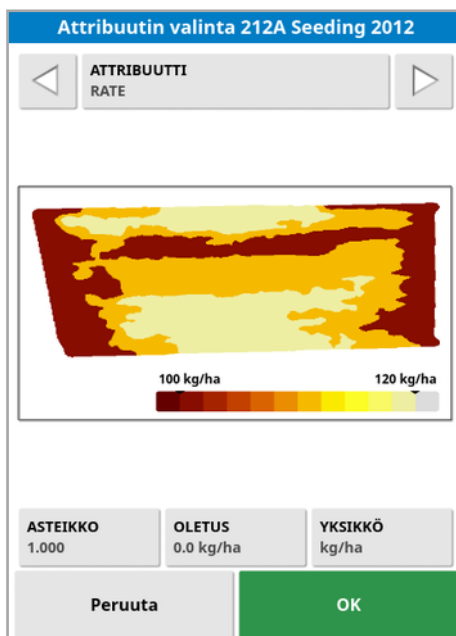 Attribuutin valinta 212A Seeding 2012
ATTRIBUUTTI
RATE
100 kg/ha 120 kg/ha
ASTEIKKO OLETUS YKSIKKÖ
1.000 0.0 kg/ha kg/ha
Peruuta OK